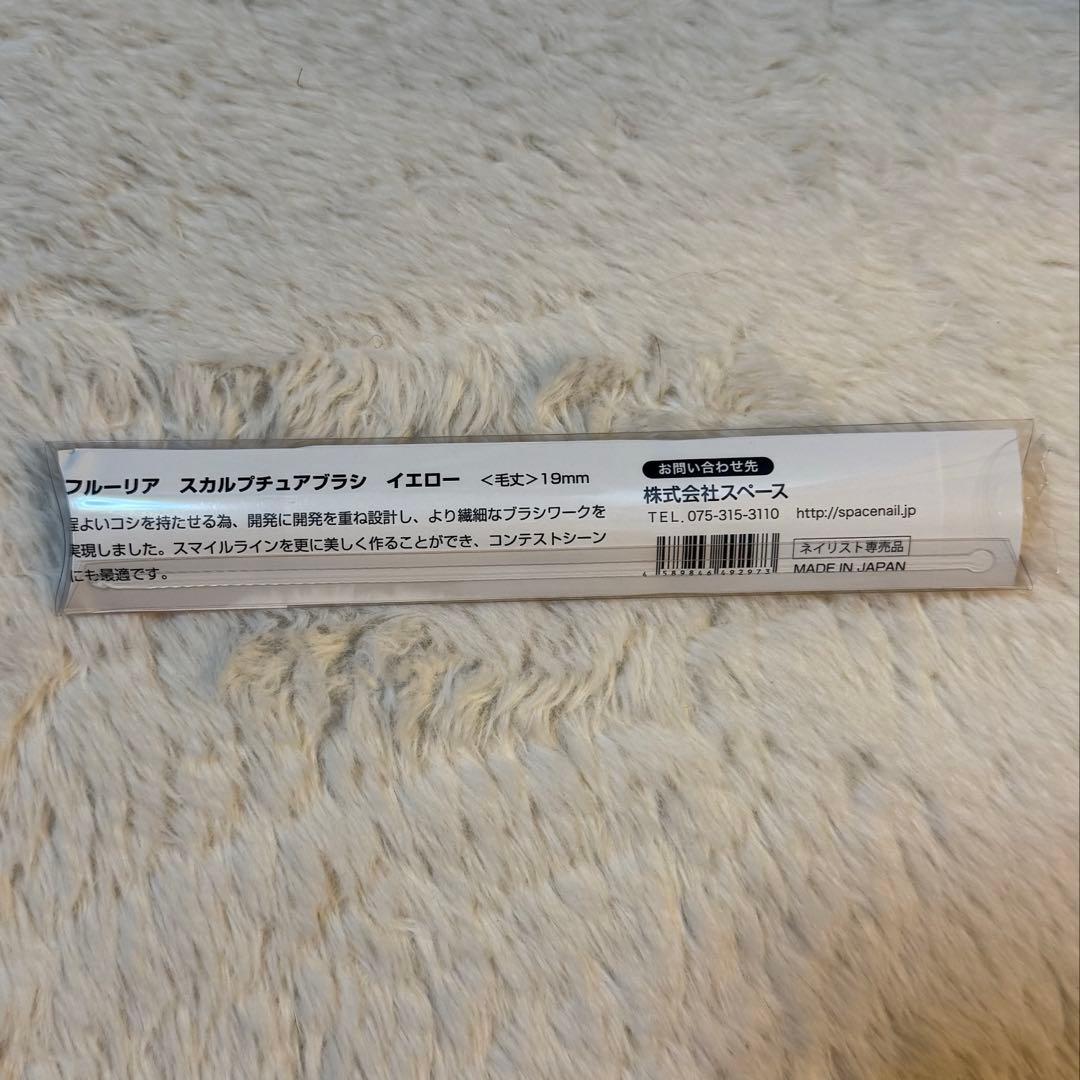 フルーリア　スカルプチュアブラシ　イエロー　＜毛丈＞19mm
程よいコシを持たせる為、開発に開発を重ね設計し、より繊細なブラシワークを
実現しました。スマイルラインを更に美しく作ることができ、コンテストシーン
にも最適です。
お問い合わせ先
株式会社スペース
TEL. 075-315-3110　http://spacenail.jp
ネイリスト専売品
4 589846 492973
MADE IN JAPAN